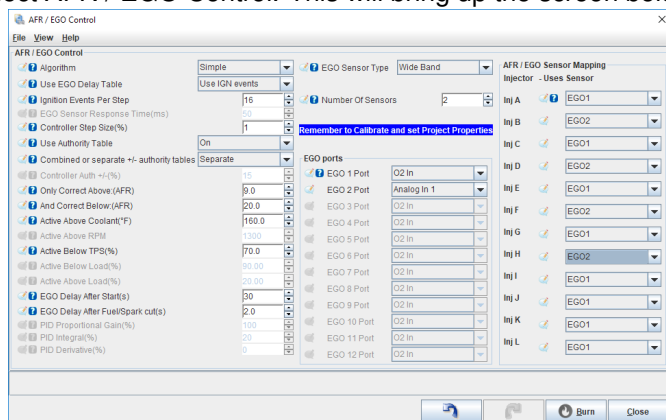 AFR / EGO Control
File View Help
AFR / EGO Control
Algorithm Simple
Use EGO Delay Table Use IGN events
Ignition Events Per Step 16
EGO Sensor Response Time(ms) 50
Controller Step Size(%) 1
Use Authority Table On
Combined or separate +/- authority tables Separate
Controller Auth +/-(%) 15
Only Correct Above:(AFR) 9.0
And Correct Below:(AFR) 20.0
Active Above Coolant(°F) 160.0
Active Above RPM 1300
Active Below TPS(%) 70.0
Active Below Load(%) 90.00
Active Above Load(%) 20.00
EGO Delay After Start(s) 30
EGO Delay After Fuel/Spark cut(s) 2.0
PID Proportional Gain(%) 100
PID Integral(%) 20
PID Derivative(%) 0
EGO Sensor Type Wide Band
Number Of Sensors 2
Remember to Calibrate and set Project Properties
EGO ports
EGO 1 Port O2 In
EGO 2 Port Analog In 1
EGO 3 Port O2 In
EGO 4 Port O2 In
EGO 5 Port O2 In
EGO 6 Port O2 In
EGO 7 Port O2 In
EGO 8 Port O2 In
EGO 9 Port O2 In
EGO 10 Port O2 In
EGO 11 Port O2 In
EGO 12 Port O2 In
AFR / EGO Sensor Mapping
Injector - Uses Sensor
Inj A EGO1
Inj B EGO2
Inj C EGO1
Inj D EGO2
Inj E EGO1
Inj F EGO2
Inj G EGO1
Inj H EGO2
Inj I EGO1
Inj J EGO1
Inj K EGO1
Inj L EGO1
Burn Close